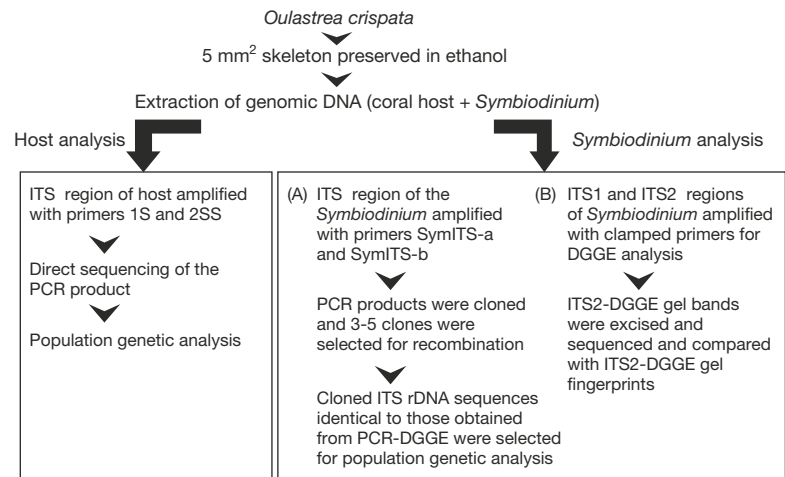 Oulastrea crispata
5 mm² skeleton preserved in ethanol
Extraction of genomic DNA (coral host + Symbiodinium)
Host analysis
Symbiodinium analysis
ITS region of host amplified
with primers 1S and 2SS
Direct sequencing of the
PCR product
Population genetic analysis
(A) ITS region of the
Symbiodinium amplified
with primers SymITS-a
and SymITS-b
PCR products were cloned
and 3-5 clones were
selected for recombination
Cloned ITS rDNA sequences
identical to those obtained
from PCR-DGGE were selected
for population genetic analysis
(B) ITS1 and ITS2 regions
of Symbiodinium amplified
with clamped primers for
DGGE analysis
ITS2-DGGE gel bands
were excised and
sequenced and compared
with ITS2-DGGE gel
fingerprints